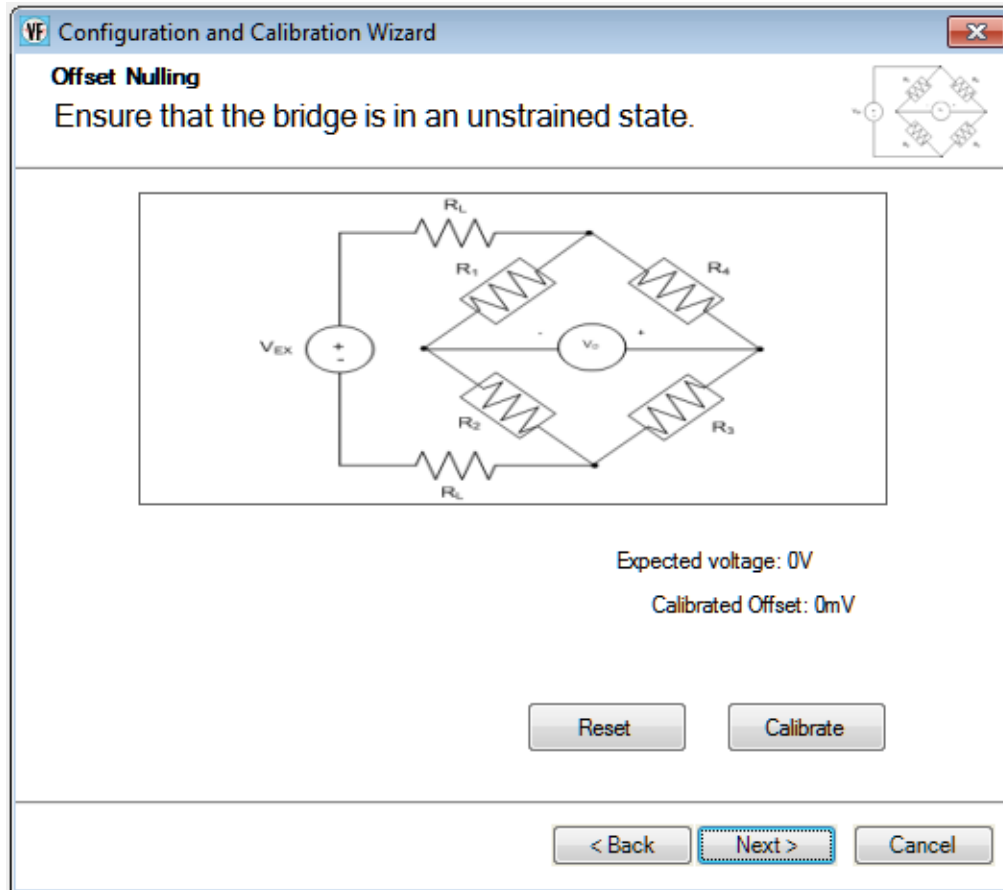 VF Configuration and Calibration Wizard
Offset Nulling
Ensure that the bridge is in an unstrained state.
RL
R1
R4
VEX
+
-
-
Vo
+
R2
R3
RL
Expected voltage: 0V
Calibrated Offset: 0mV
Reset Calibrate
< Back Next > Cancel